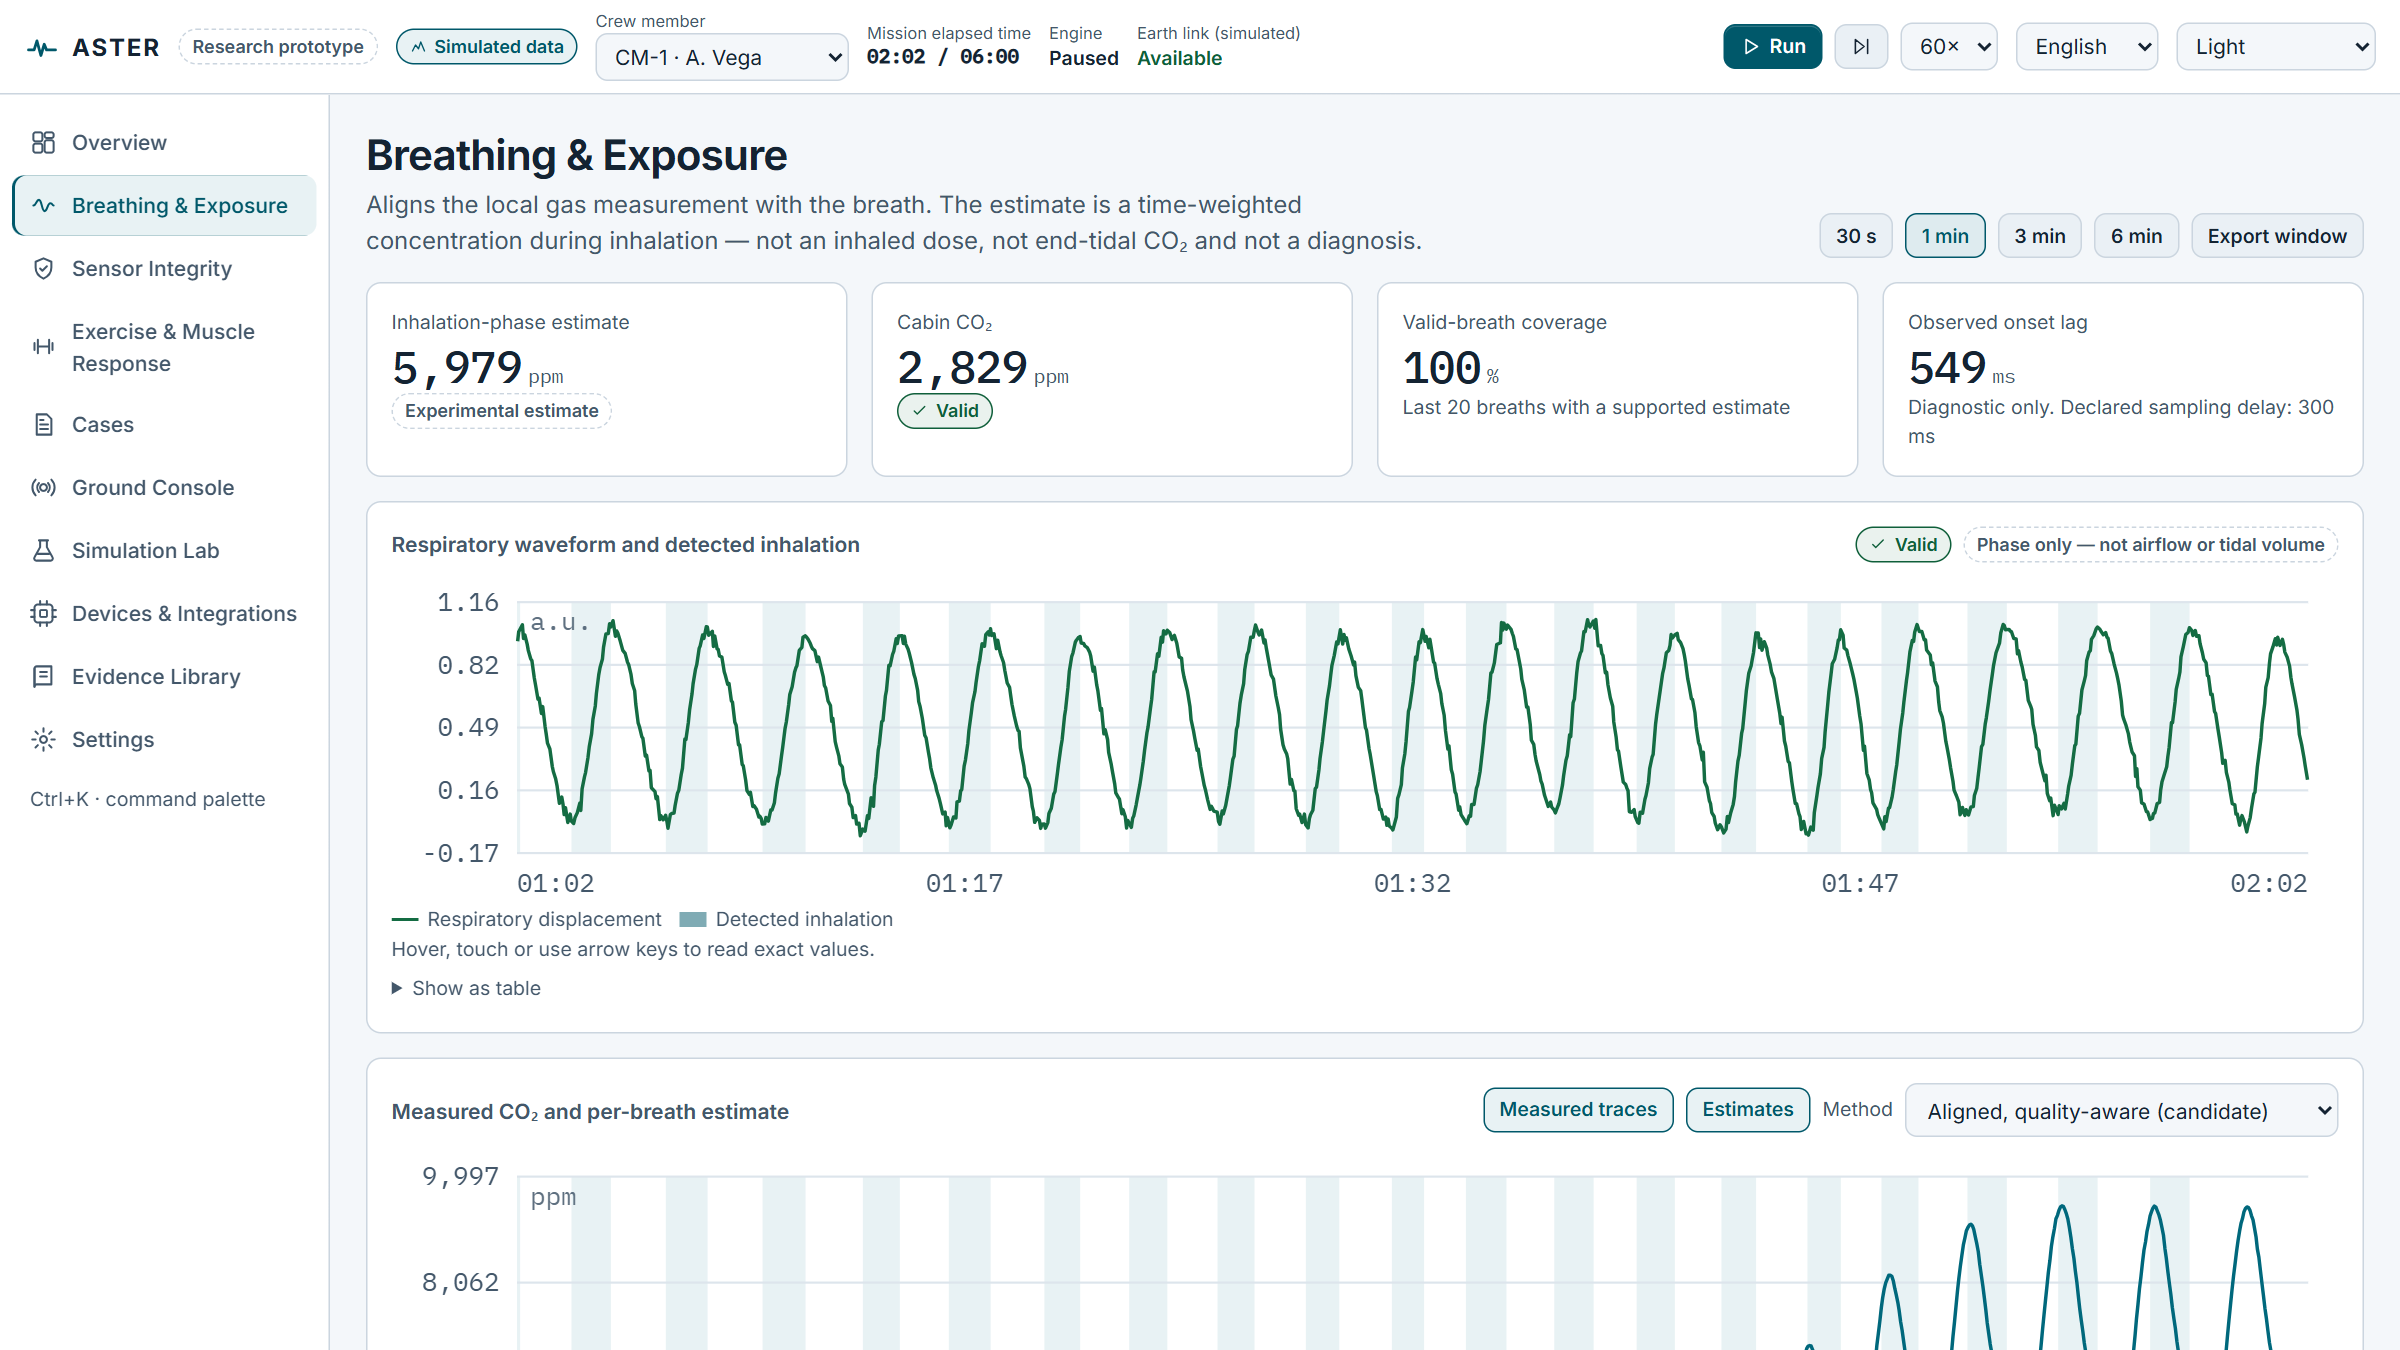 ASTER
Research prototype
Simulated data
Crew member
CM-1 · A. Vega
Mission elapsed time
02:02 / 06:00
Engine
Paused
Earth link (simulated)
Available
Run
60×
English
Light
Overview
Breathing & Exposure
Sensor Integrity
Exercise & Muscle
Response
Cases
Ground Console
Simulation Lab
Devices & Integrations
Evidence Library
Settings
Ctrl+K · command palette
Breathing & Exposure
Aligns the local gas measurement with the breath. The estimate is a time-weighted
concentration during inhalation — not an inhaled dose, not end-tidal CO₂ and not a diagnosis.
30 s
1 min
3 min
6 min
Export window
Inhalation-phase estimate
5,979 ppm
Experimental estimate
Cabin CO₂
2,829 ppm
Valid
Valid-breath coverage
100 %
Last 20 breaths with a supported estimate
Observed onset lag
549 ms
Diagnostic only. Declared sampling delay: 300
ms
Respiratory waveform and detected inhalation
Valid
Phase only — not airflow or tidal volume
1.16
a.u.
0.82
0.49
0.16
-0.17
01:02
01:17
01:32
01:47
02:02
Respiratory displacement
Detected inhalation
Hover, touch or use arrow keys to read exact values.
Show as table
Measured CO₂ and per-breath estimate
Measured traces
Estimates
Method
Aligned, quality-aware (candidate)
9,997
ppm
8,062